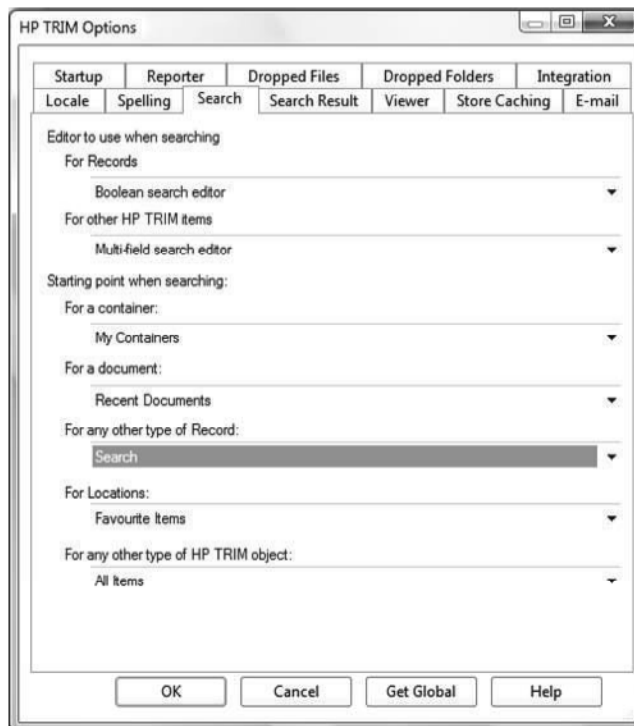 HP TRIM Options
Startup Reporter Dropped Files Dropped Folders Integration
Locale Spelling Search Search Result Viewer Store Caching E-mail
Editor to use when searching
For Records
Boolean search editor
For other HP TRIM items
Multi-field search editor
Starting point when searching:
For a container:
My Containers
For a document:
Recent Documents
For any other type of Record:
Search
For Locations:
Favourite Items
For any other type of HP TRIM object:
All Items
OK Cancel Get Global Help